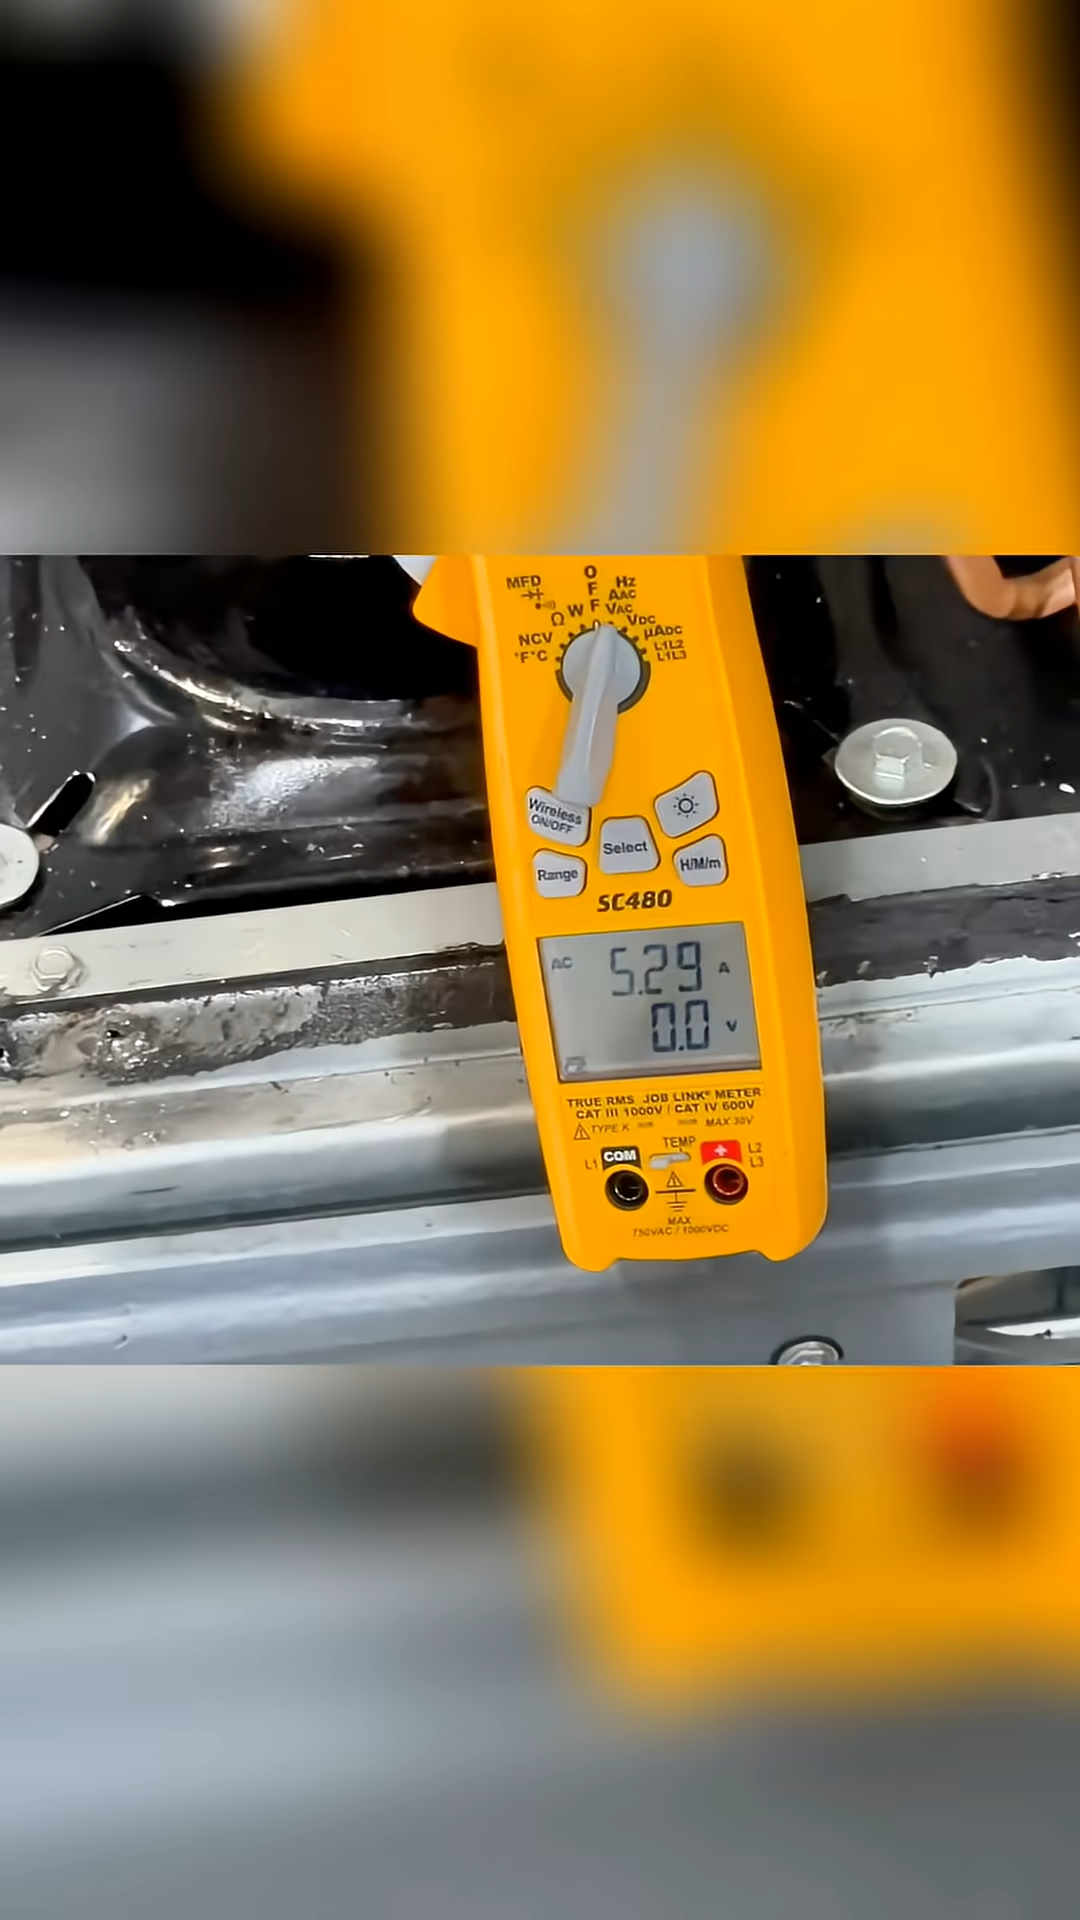 MFD
O
F
F
Hz
AAC
VAC
VDC
µADC
L1L2
L1L3
W
Ω
NCV
°F°C
Wireless
ON/OFF
Select
Range
H/M/m
SC480
AC 5.29 A
0.0 V
TRUE RMS JOB LINK® METER
CAT III 1000V / CAT IV 600V
TYPE K MAX 30V
TEMP
L1 COM + L2
L3
MAX
750VAC / 1000VDC